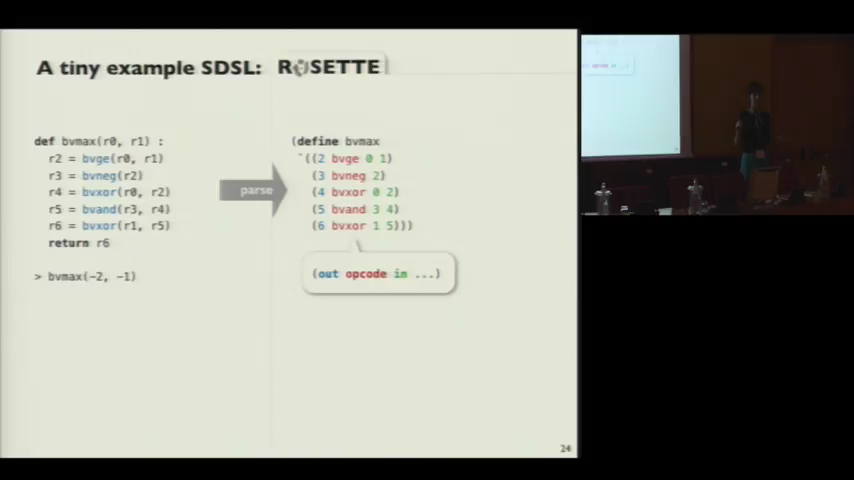 A tiny example SDSL: ROSETTE
def bvmax(r0, r1) :
r2 = bvge(r0, r1)
r3 = bvneg(r2)
r4 = bvxor(r0, r2)
r5 = bvand(r3, r4)
r6 = bvxor(r1, r5)
return r6
> bvmax(-2, -1)
parse
(define bvmax
`((2 bvge 0 1)
(3 bvneg 2)
(4 bvxor 0 2)
(5 bvand 3 4)
(6 bvxor 1 5)))
(out opcode in ...)
24